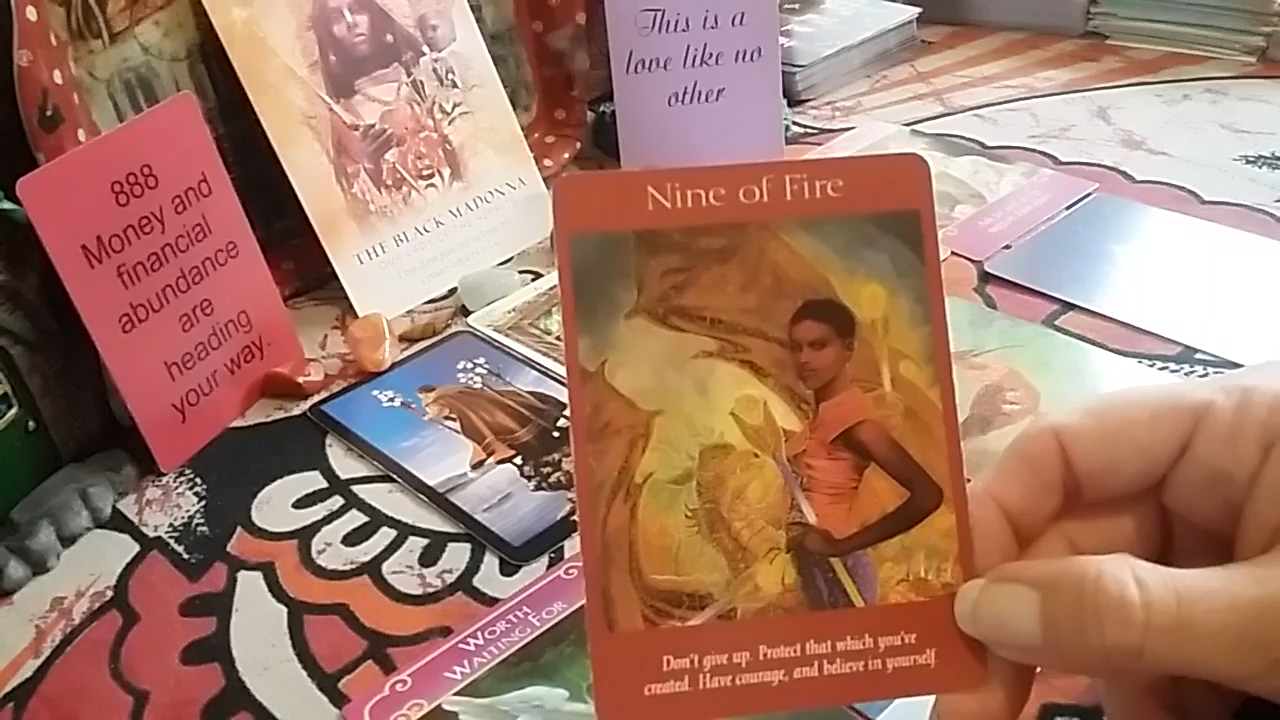 This is a
love like no
other
888
Money and
financial
abundance
are
heading
your way.
THE BLACK MADONNA
Nine of Fire
Don't give up. Protect that which you've
created. Have courage, and believe in yourself.
WORTH
WAITING FOR